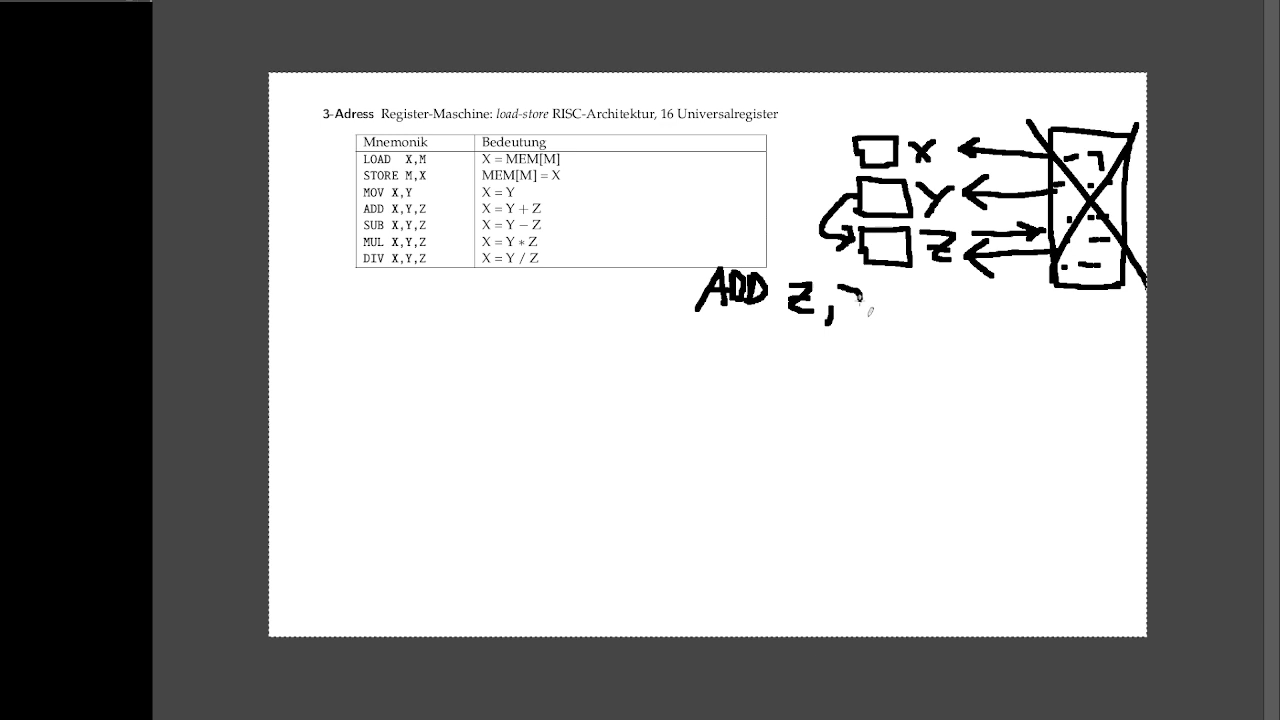 3-Adress Register-Maschine: load-store RISC-Architektur, 16 Universalregister
Mnemonik Bedeutung
LOAD X,M X = MEM[M]
STORE M,X MEM[M] = X
MOV X,Y X = Y
ADD X,Y,Z X = Y + Z
SUB X,Y,Z X = Y − Z
MUL X,Y,Z X = Y ∗ Z
DIV X,Y,Z X = Y / Z
X
Y
Z
ADD Z,